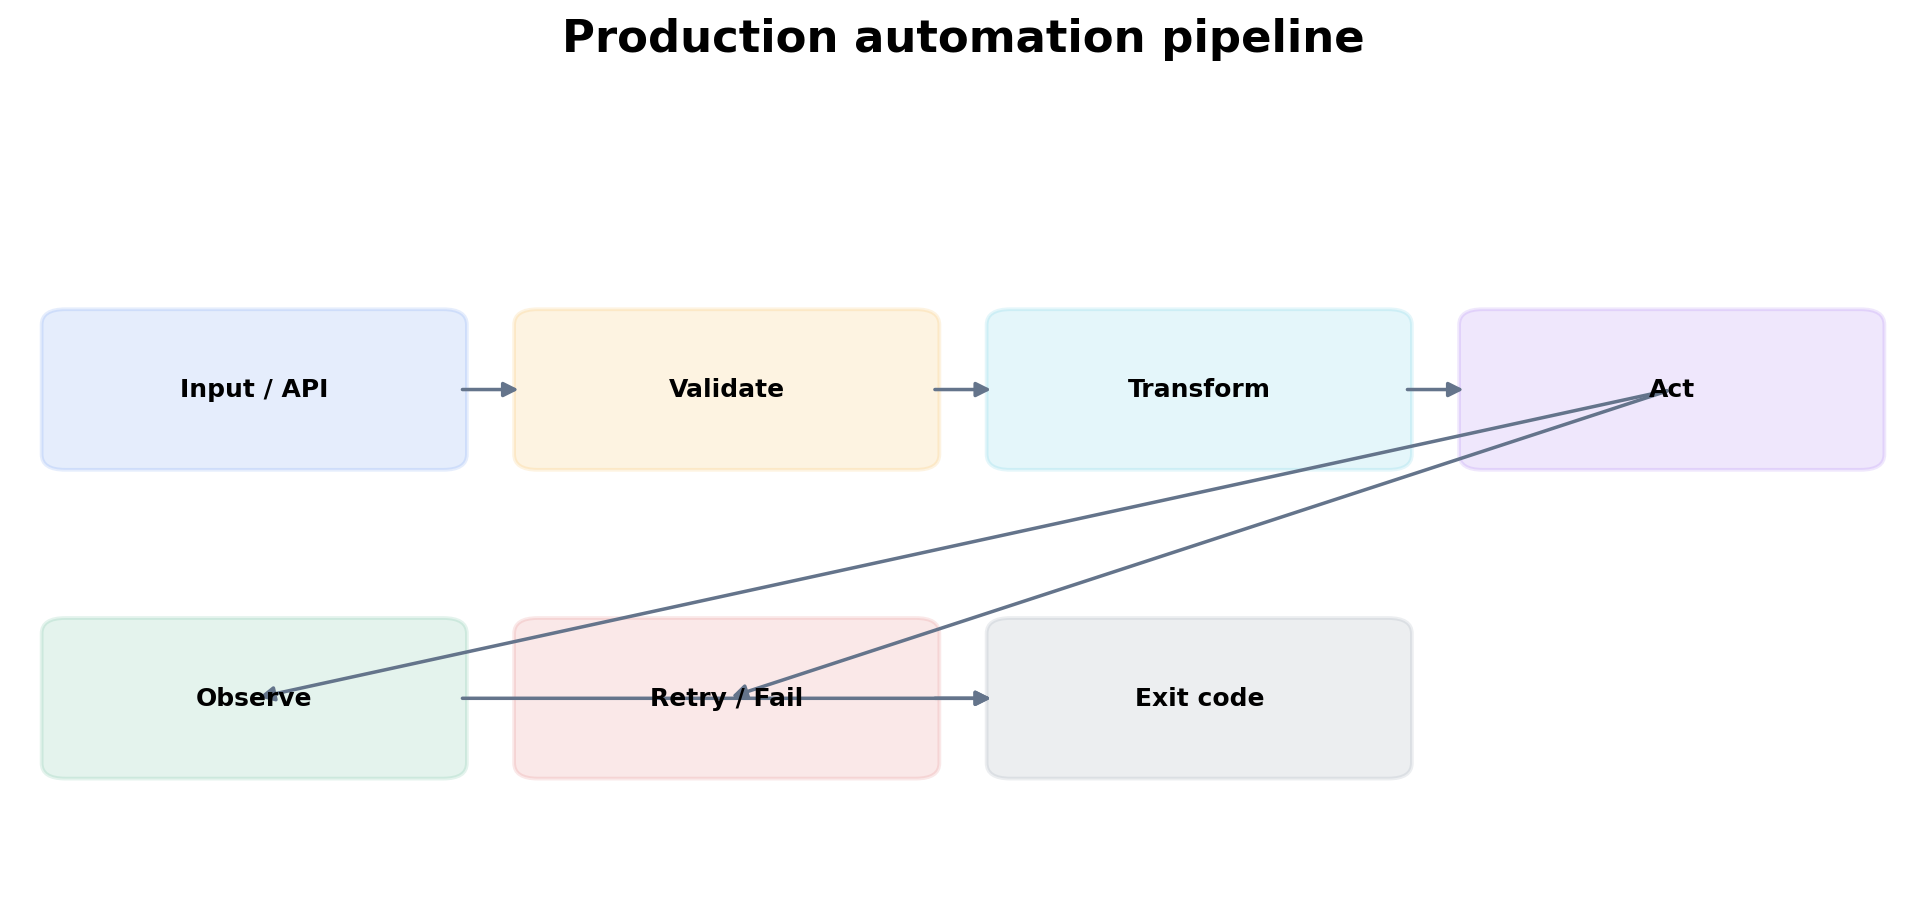 Production automation pipeline
Input / API
Validate
Transform
Act
Observe
Retry / Fail
Exit code